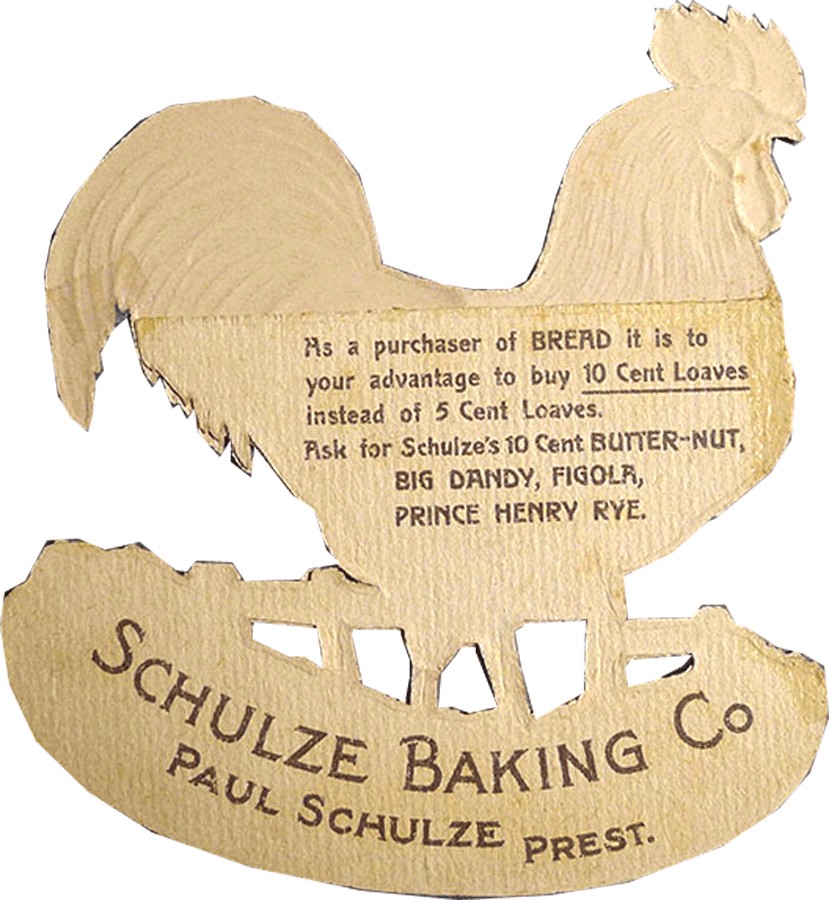 As a purchaser of BREAD it is to
your advantage to buy 10 Cent Loaves
instead of 5 Cent Loaves.
Ask for Schulze's 10 Cent BUTTER-NUT,
BIG DANDY, FIGOLA,
PRINCE HENRY RYE.
SCHULZE BAKING Co
PAUL SCHULZE PREST.